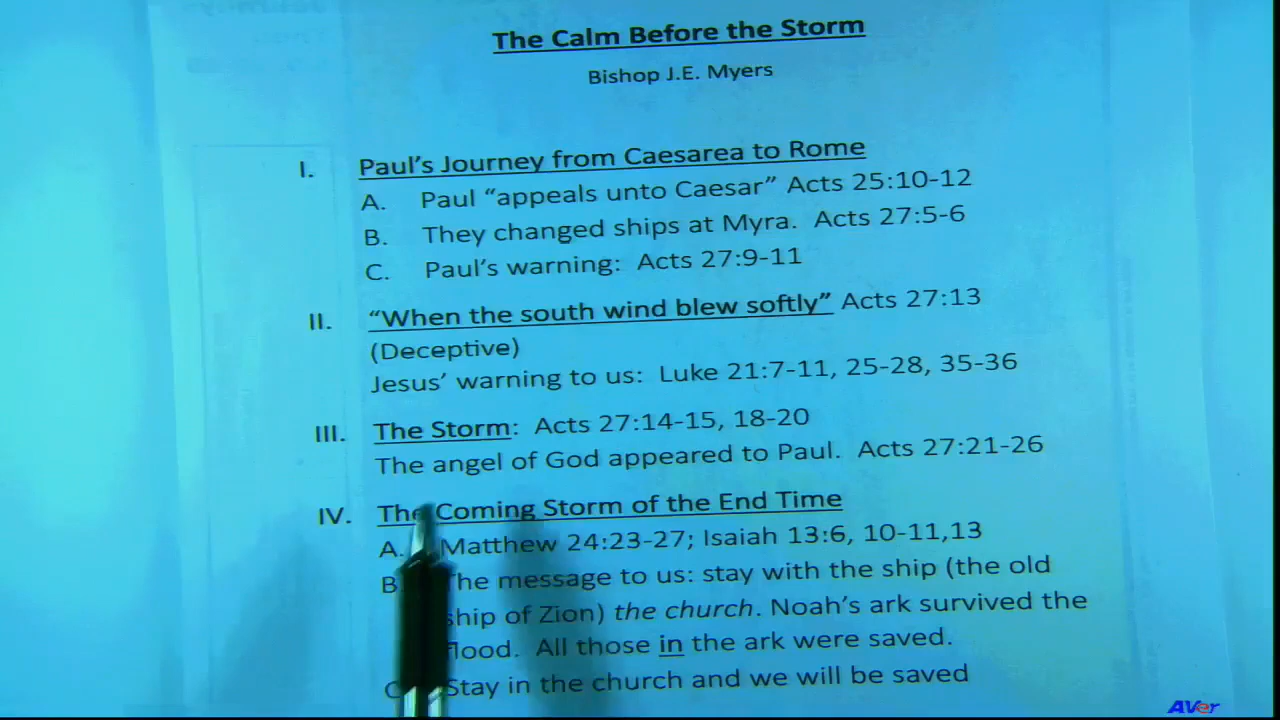 The Calm Before the Storm
Bishop J.E. Myers
I. Paul's Journey from Caesarea to Rome
A. Paul "appeals unto Caesar" Acts 25:10-12
B. They changed ships at Myra. Acts 27:5-6
C. Paul's warning: Acts 27:9-11
II. "When the south wind blew softly" Acts 27:13
(Deceptive)
Jesus' warning to us: Luke 21:7-11, 25-28, 35-36
III. The Storm: Acts 27:14-15, 18-20
The angel of God appeared to Paul. Acts 27:21-26
IV. The Coming Storm of the End Time
A. Matthew 24:23-27; Isaiah 13:6, 10-11,13
B The message to us: stay with the ship (the old
ship of Zion) the church. Noah's ark survived the
flood. All those in the ark were saved.
C Stay in the church and we will be saved
AVer